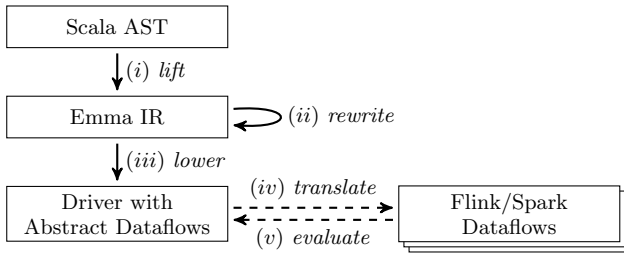 Scala AST
(i) lift
Emma IR
(ii) rewrite
(iii) lower
Driver with
Abstract Dataflows
(iv) translate
(v) evaluate
Flink/Spark
Dataflows